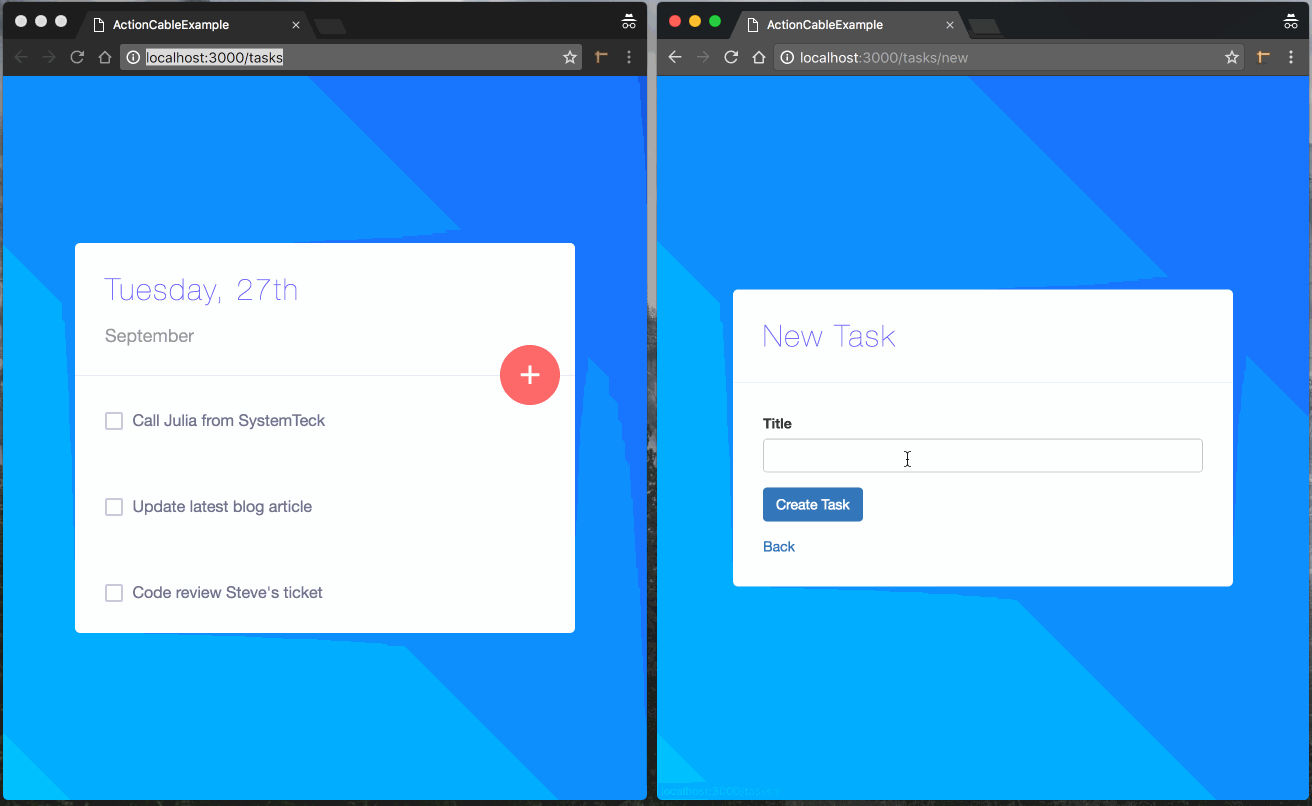 ActionCableExample
localhost:3000/tasks
Tuesday, 27th
September
+
Call Julia from SystemTeck
Update latest blog article
Code review Steve's ticket
ActionCableExample
localhost:3000/tasks/new
New Task
Title
Create Task
Back